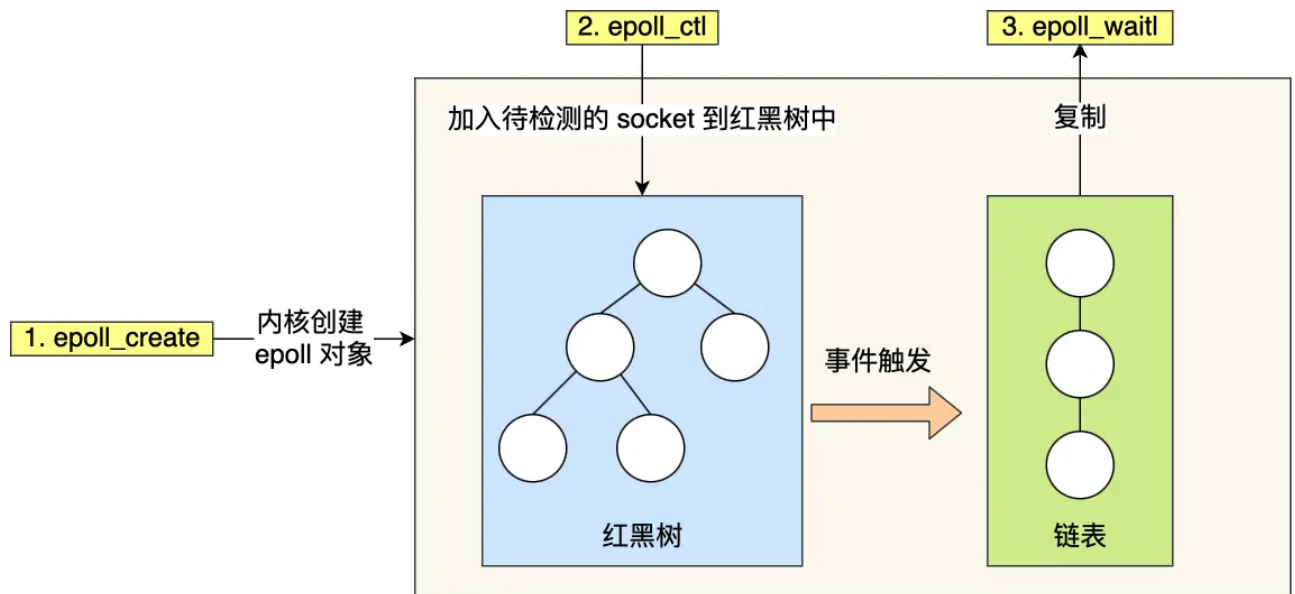 2. epoll_ctl
3. epoll_waitl
加入待检测的 socket 到红黑树中
复制
1. epoll_create
内核创建
epoll 对象
事件触发
红黑树
链表